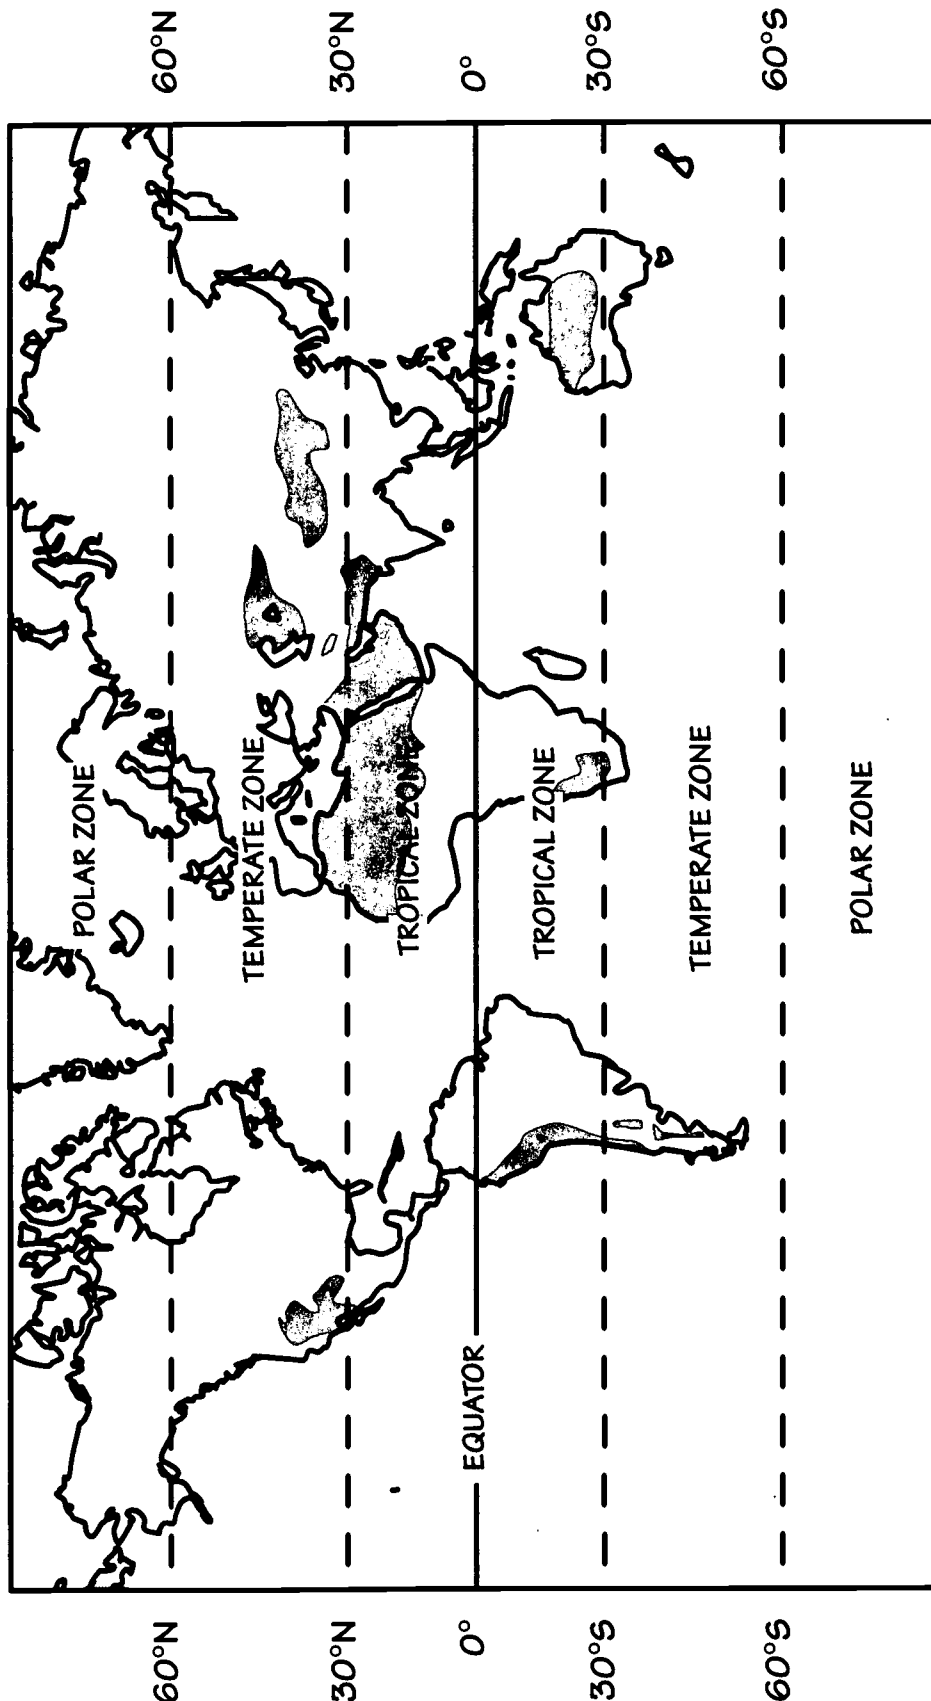 60°N
60°N
30°N
30°N
0°
0°
30°S
30°S
60°S
60°S
POLAR ZONE
TEMPERATE ZONE
TROPICAL ZONE
EQUATOR
TROPICAL ZONE
TEMPERATE ZONE
POLAR ZONE